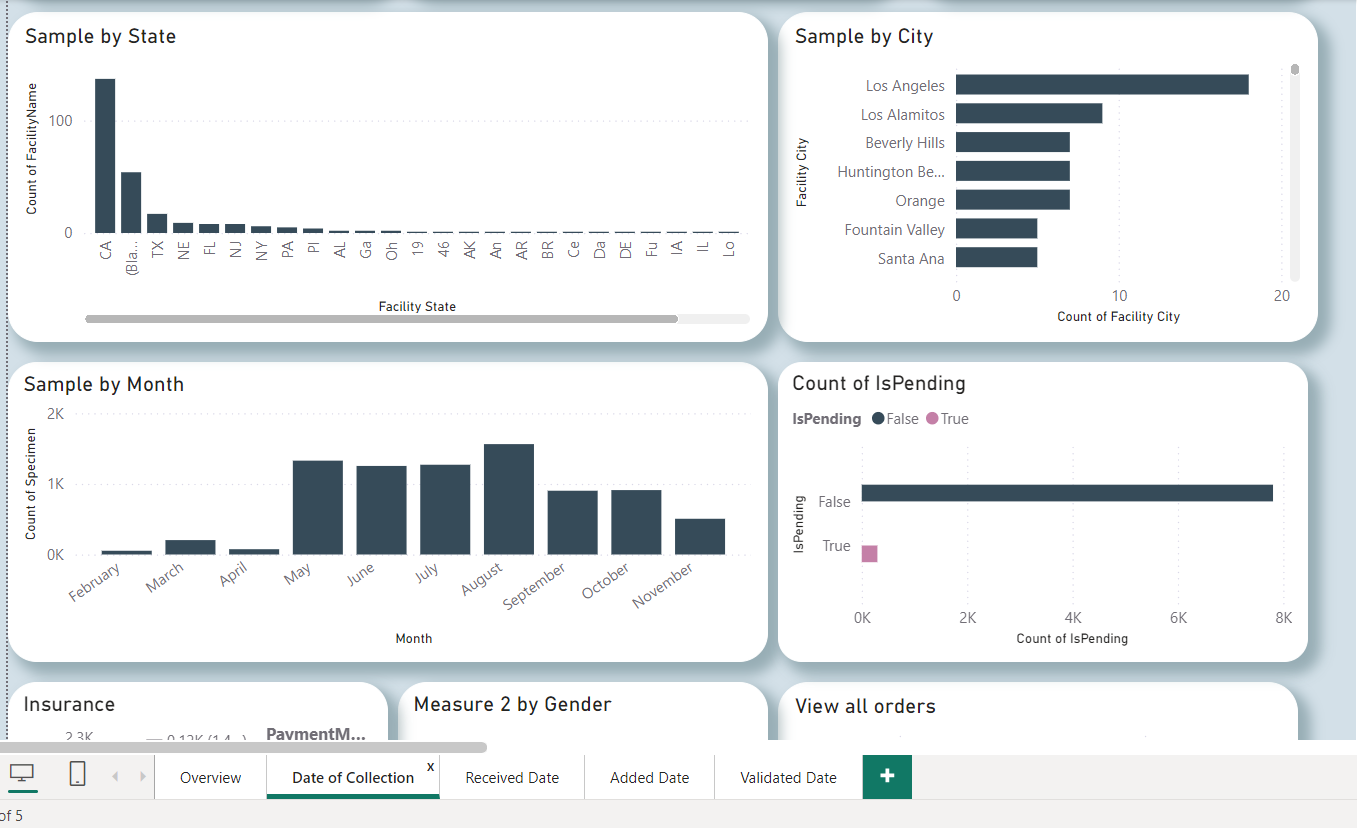 Sample by State
Count of FacilityName
100
0
CA
(Bla...
TX
NE
FL
NJ
NY
PA
PI
AL
Ga
Oh
19
46
AK
An
AR
BR
Ce
Da
DE
Fu
IA
IL
Lo
Facility State
Sample by City
Facility City
Los Angeles
Los Alamitos
Beverly Hills
Huntington Be...
Orange
Fountain Valley
Santa Ana
0 10 20
Count of Facility City
Sample by Month
Count of Specimen
2K
1K
0K
February
March
April
May
June
July
August
September
October
November
Month
Count of IsPending
IsPending False True
IsPending
False
True
0K 2K 4K 6K 8K
Count of IsPending
Insurance
2.3K
0.12K (1.4...)
PaymentM...
Measure 2 by Gender
View all orders
Overview
Date of Collection x
Received Date
Added Date
Validated Date
+
of 5